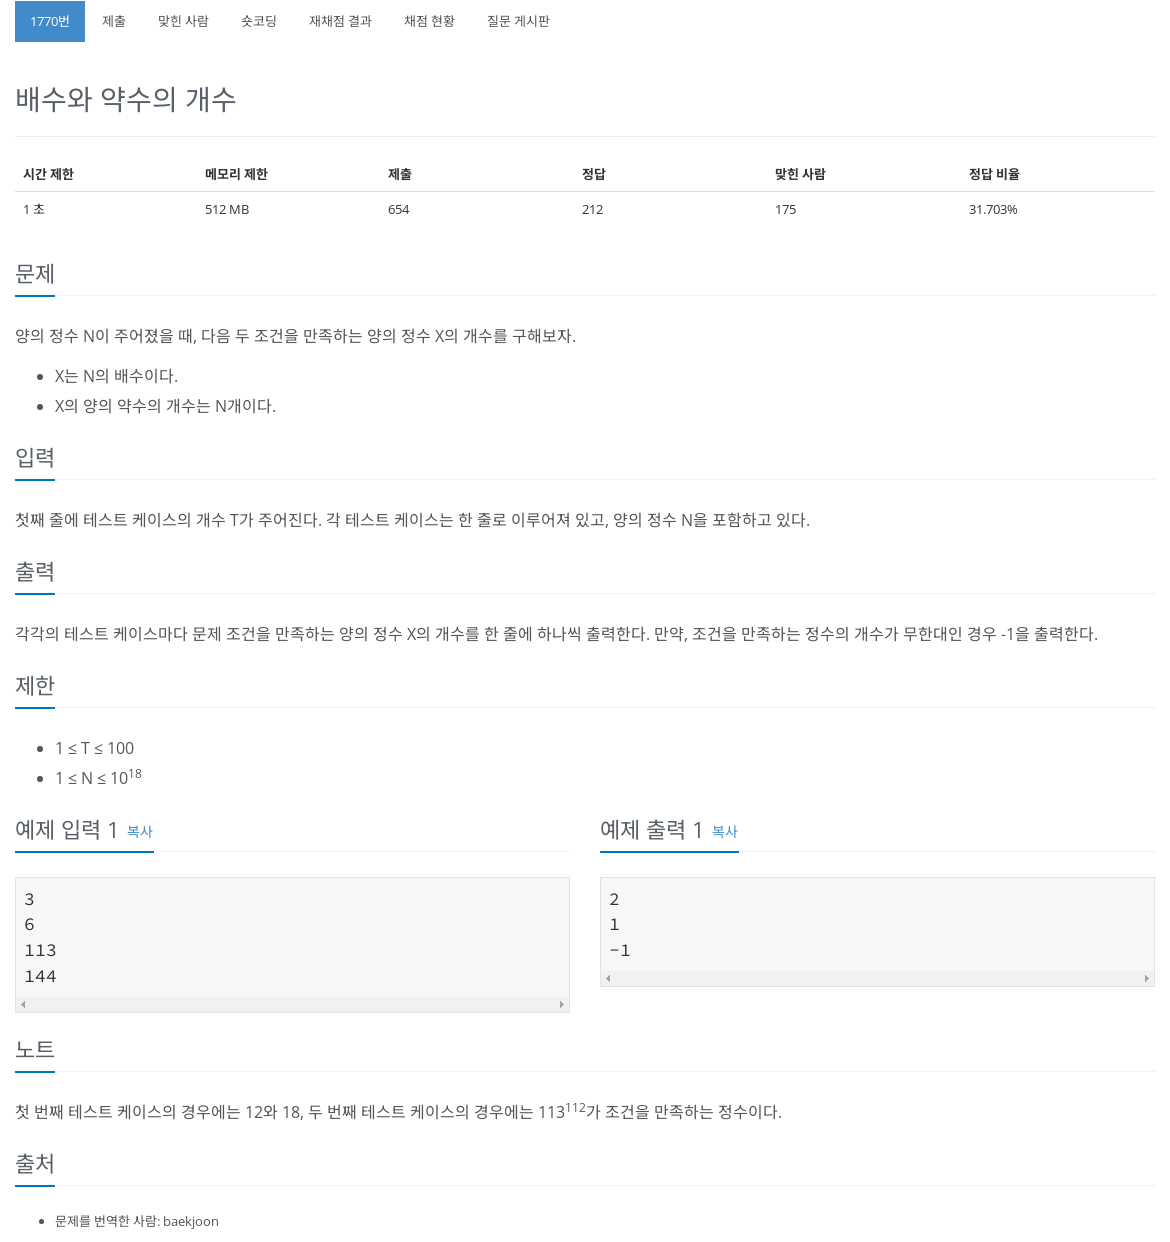 1770번 제출 맞힌 사람 숏코딩 재채점 결과 채점 현황 질문 게시판
배수와 약수의 개수
시간 제한 메모리 제한 제출 정답 맞힌 사람 정답 비율
1 초 512 MB 654 212 175 31.703%
문제
양의 정수 N이 주어졌을 때, 다음 두 조건을 만족하는 양의 정수 X의 개수를 구해보자.
• X는 N의 배수이다.
• X의 양의 약수의 개수는 N개이다.
입력
첫째 줄에 테스트 케이스의 개수 T가 주어진다. 각 테스트 케이스는 한 줄로 이루어져 있고, 양의 정수 N을 포함하고 있다.
출력
각각의 테스트 케이스마다 문제 조건을 만족하는 양의 정수 X의 개수를 한 줄에 하나씩 출력한다. 만약, 조건을 만족하는 정수의 개수가 무한대인 경우 -1을 출력한다.
제한
• 1 ≤ T ≤ 100
• 1 ≤ N ≤ 10¹⁸
예제 입력 1 복사
3
6
113
144
예제 출력 1 복사
2
1
-1
노트
첫 번째 테스트 케이스의 경우에는 12와 18, 두 번째 테스트 케이스의 경우에는 113¹¹²가 조건을 만족하는 정수이다.
출처
• 문제를 번역한 사람: baekjoon